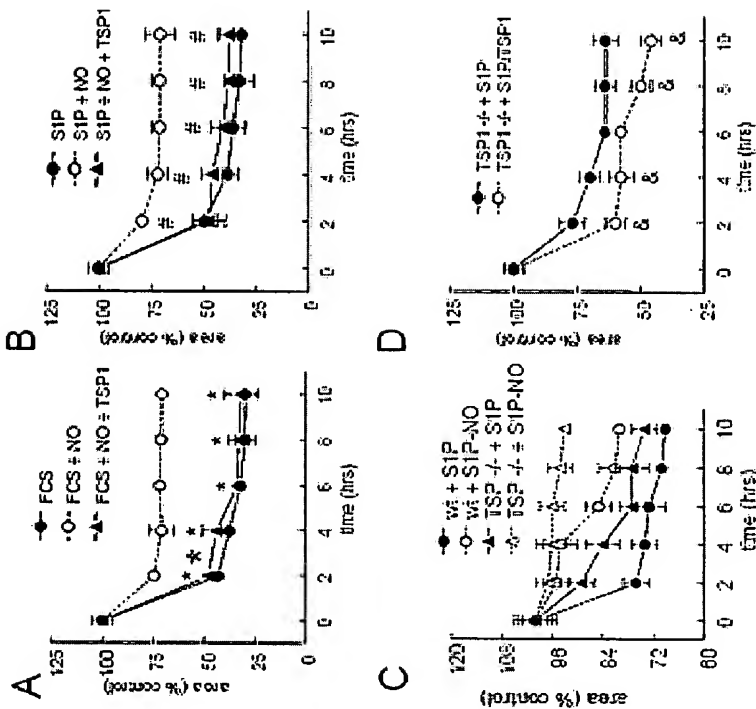 A
FCS
FCS + NO
FCS + NO + TSP1
area (% control)
125
100
75
50
25
0
*
*
*
*
*
*
0 2 4 6 8 10
time (hrs)
B
S1P
S1P + NO
S1P + NO + TSP1
area (% control)
125
100
75
50
25
0
#
#
#
#
#
0 2 4 6 8 10
time (hrs)
C
wt + S1P
wt + S1P-NO
TSP -/- + S1P
TSP -/- + S1P-NO
area (% control)
120
108
96
84
72
60
0 2 4 6 8 10
time (hrs)
D
TSP1 -/- + S1P
TSP1 -/- + S1P/TSP1
area (% control)
125
100
75
50
25
&
&
&
&
0 2 4 6 8 10
time (hrs)